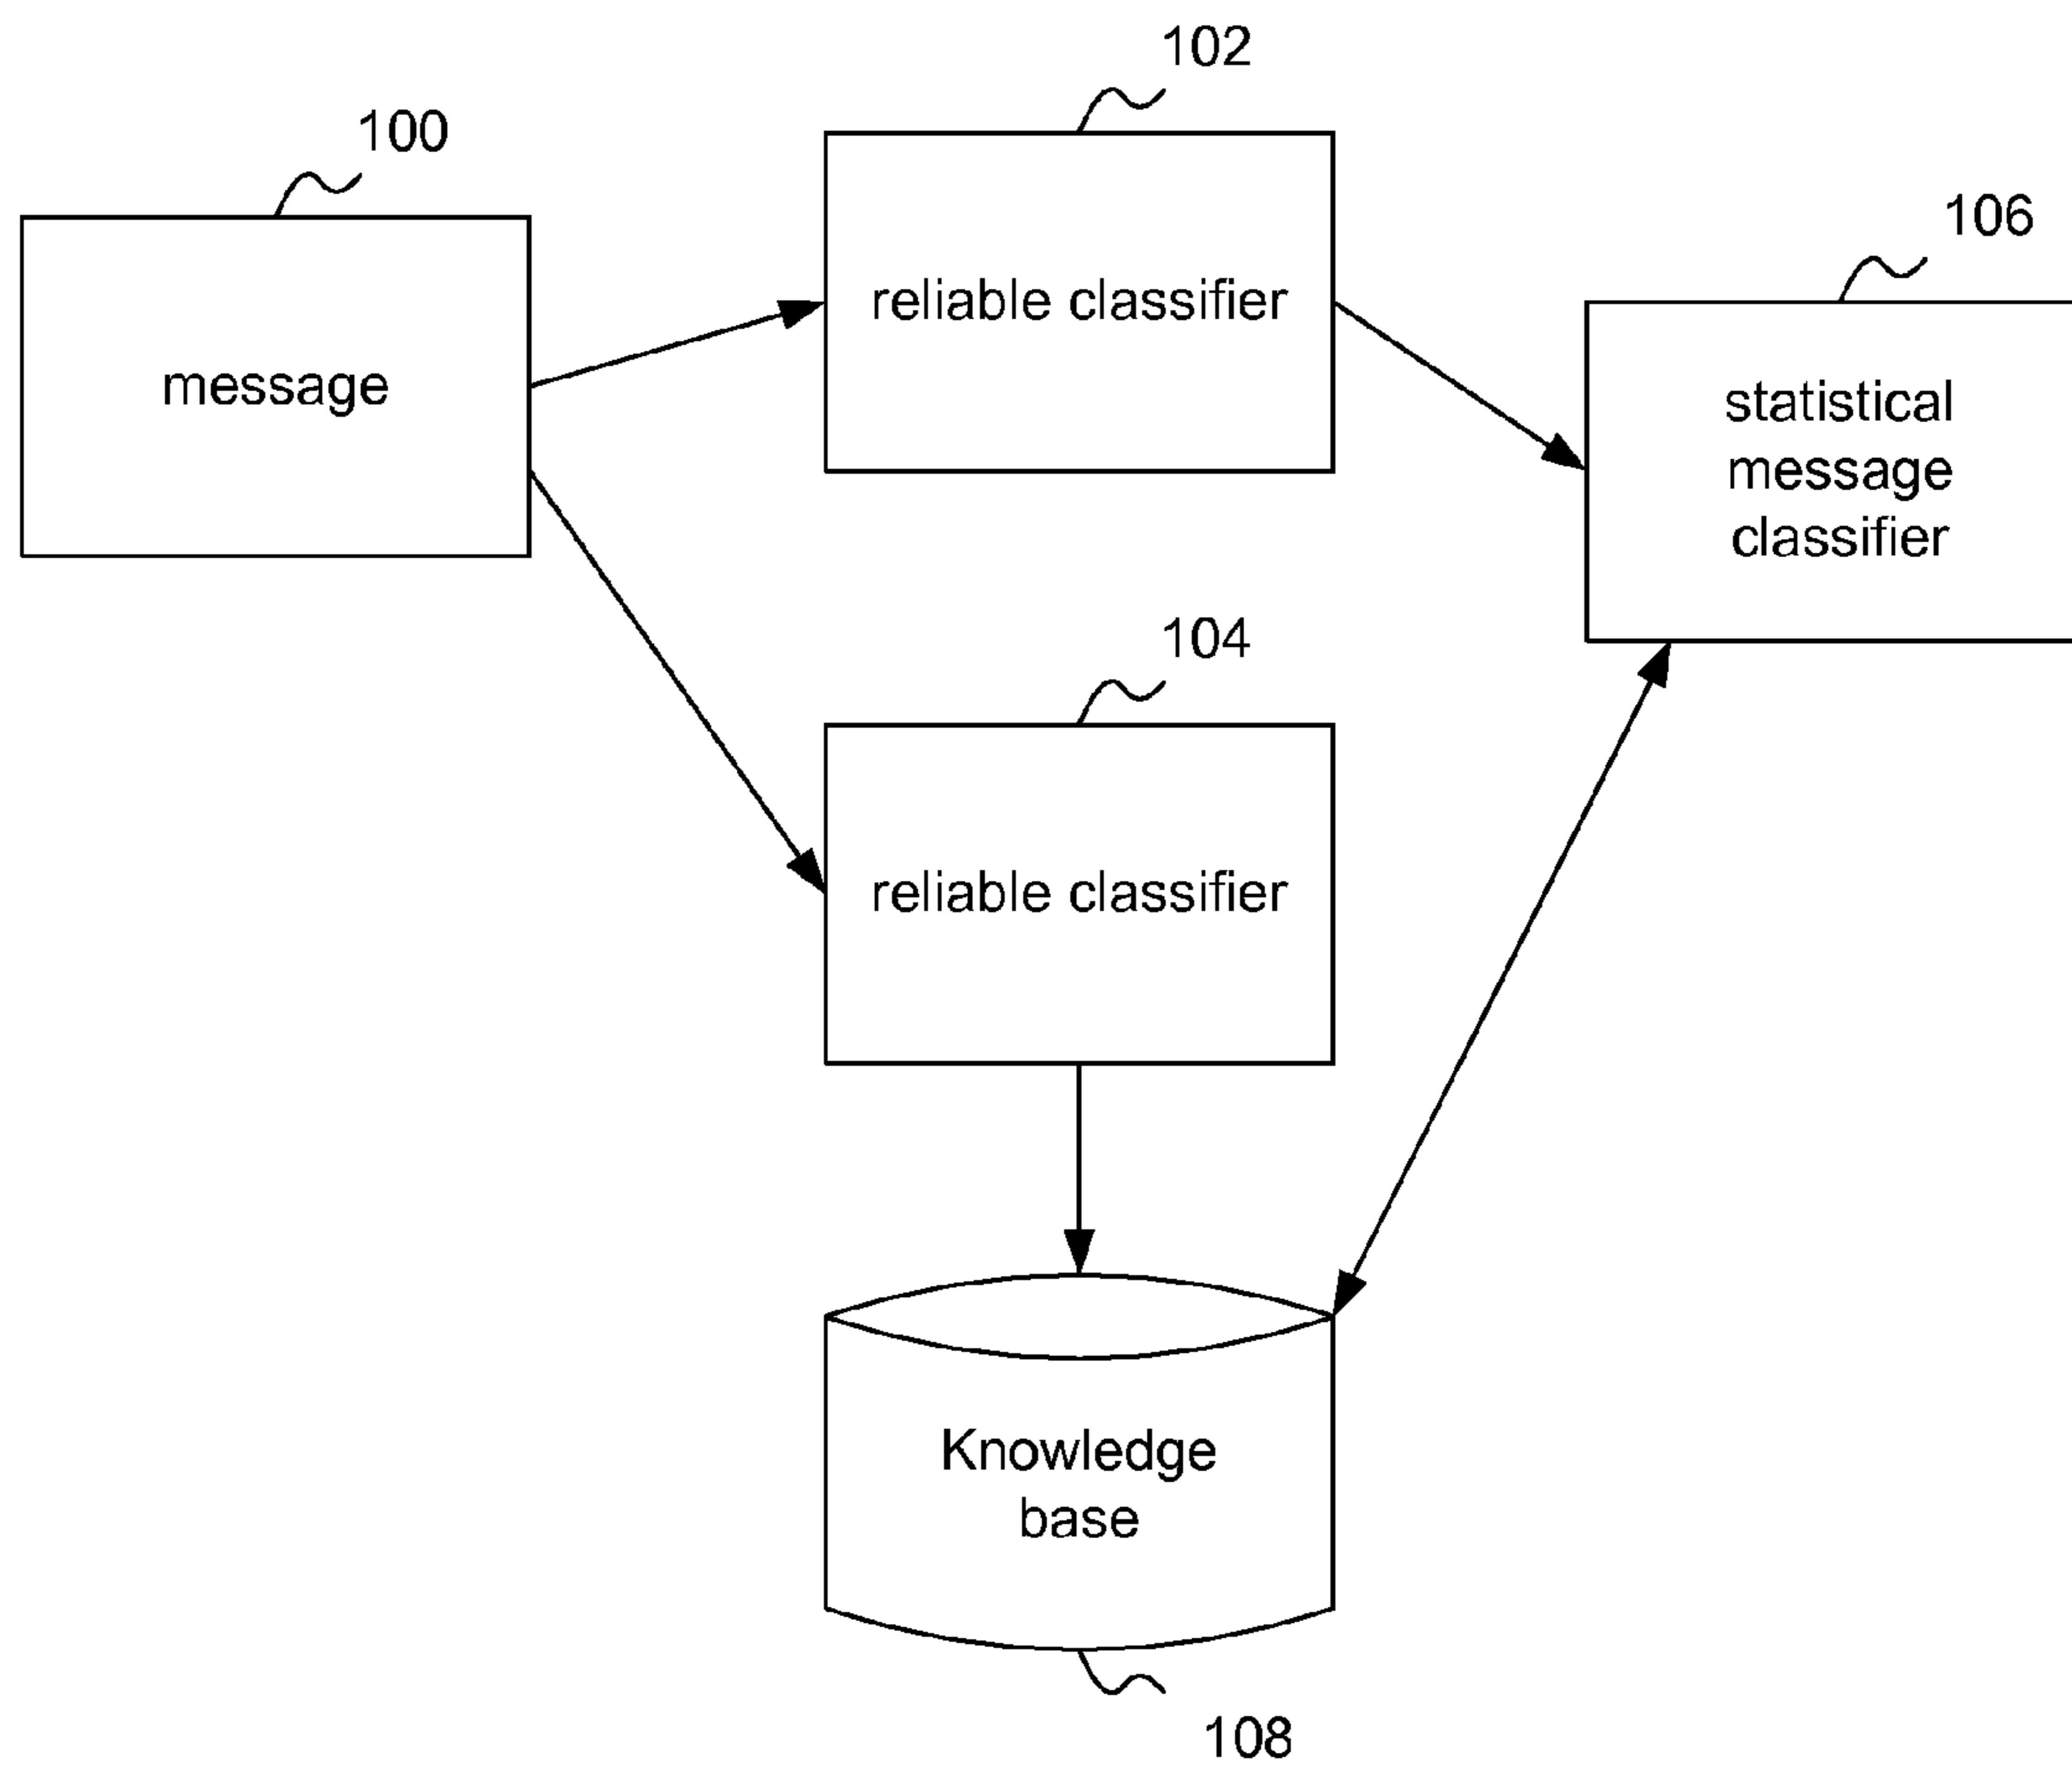 102
100
reliable classifier
message
106
statistical
message
classifier
104
reliable classifier
Knowledge
base
108